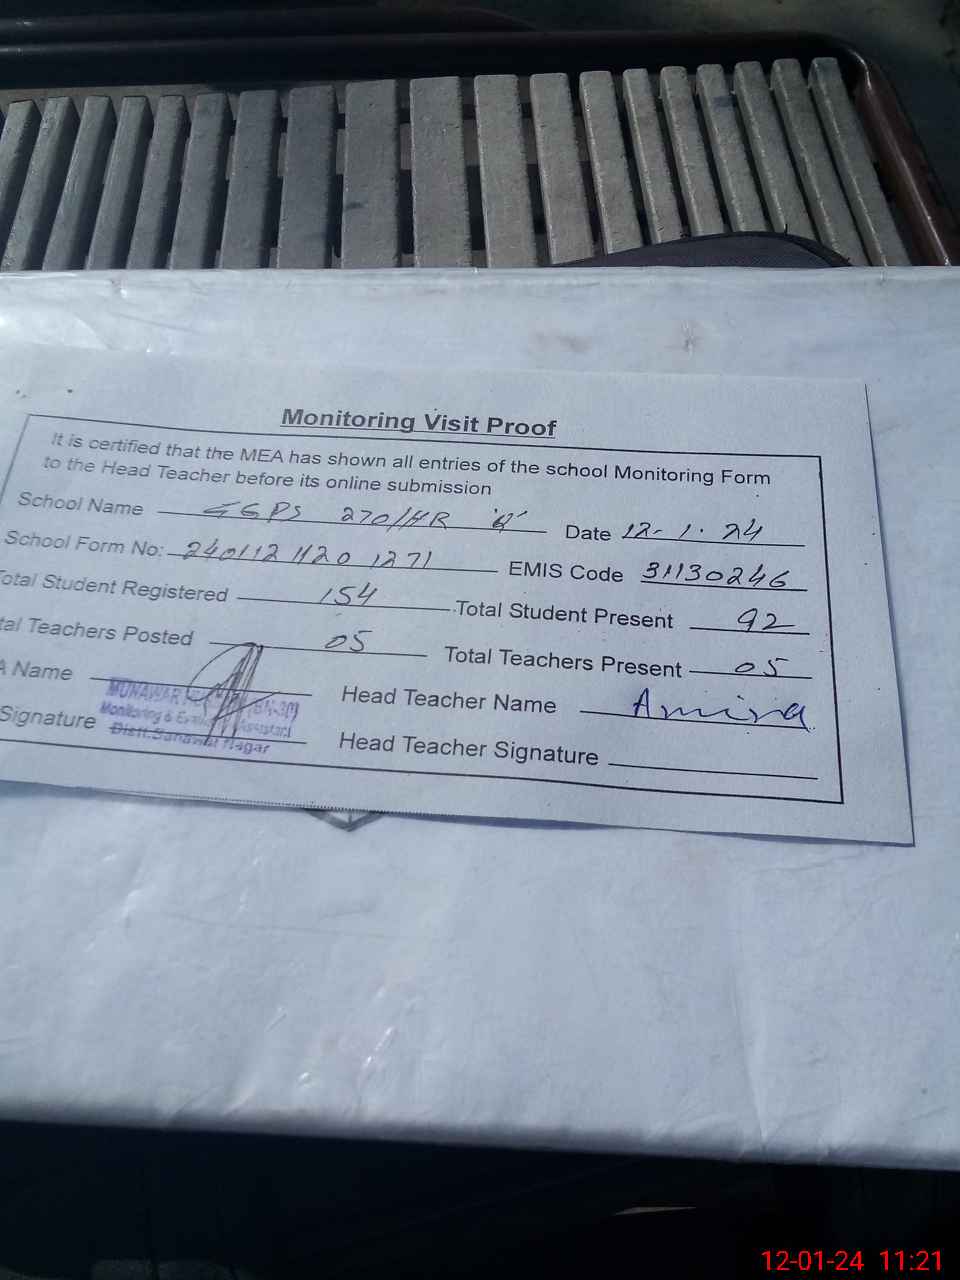 Monitoring Visit Proof
It is certified that the MEA has shown all entries of the school Monitoring Form
to the Head Teacher before its online submission
School Name GGPS 270/HR Date 12-1.24
School Form No: 240112 1120 1271 EMIS Code 31130246
Total Student Registered 154 Total Student Present 92
tal Teachers Posted 05 Total Teachers Present 05
A Name Head Teacher Name Amina
MUNAWAR
Monitoring & Assistant
Signature Head Teacher Signature
Distt. Bahawal Nagar
12-01-24 11:21